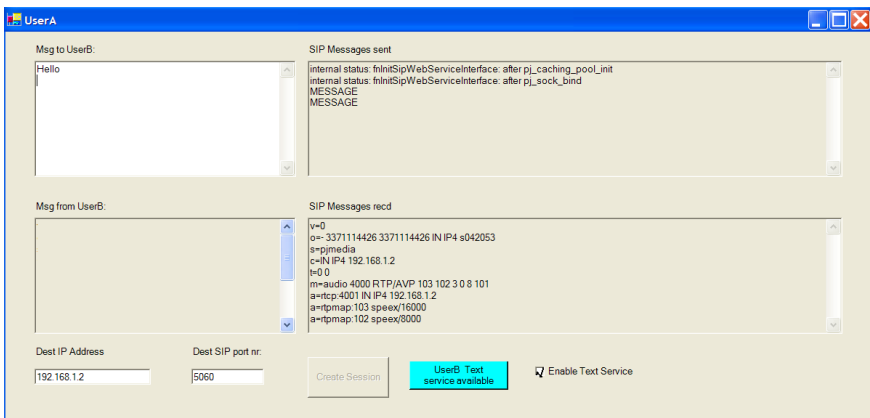 UserA
Msg to UserB:
Hello
SIP Messages sent
internal status: fnInitSipWebServiceInterface: after pj_caching_pool_init
internal status: fnInitSipWebServiceInterface: after pj_sock_bind
MESSAGE
MESSAGE
Msg from UserB:
SIP Messages recd
v=0
o=- 3371114426 3371114426 IN IP4 s042053
s=pjmedia
c=IN IP4 192.168.1.2
t=0 0
m=audio 4000 RTP/AVP 103 102 3 0 8 101
a=rtcp:4001 IN IP4 192.168.1.2
a=rtpmap:103 speex/16000
a=rtpmap:102 speex/8000
Dest IP Address
192.168.1.2
Dest SIP port nr:
5060
Create Session
UserB Text
service available
Enable Text Service